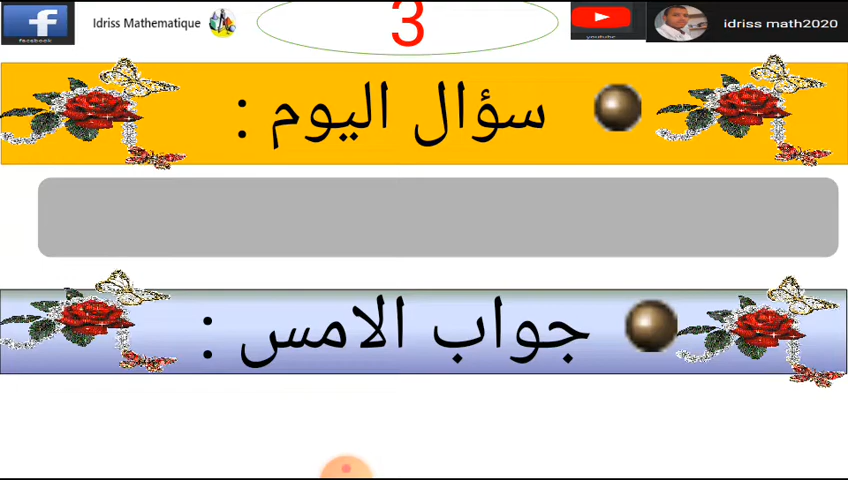 facebook
Idriss Mathematique
3
youtube
idriss math2020
سؤال اليوم :
جواب الامس :